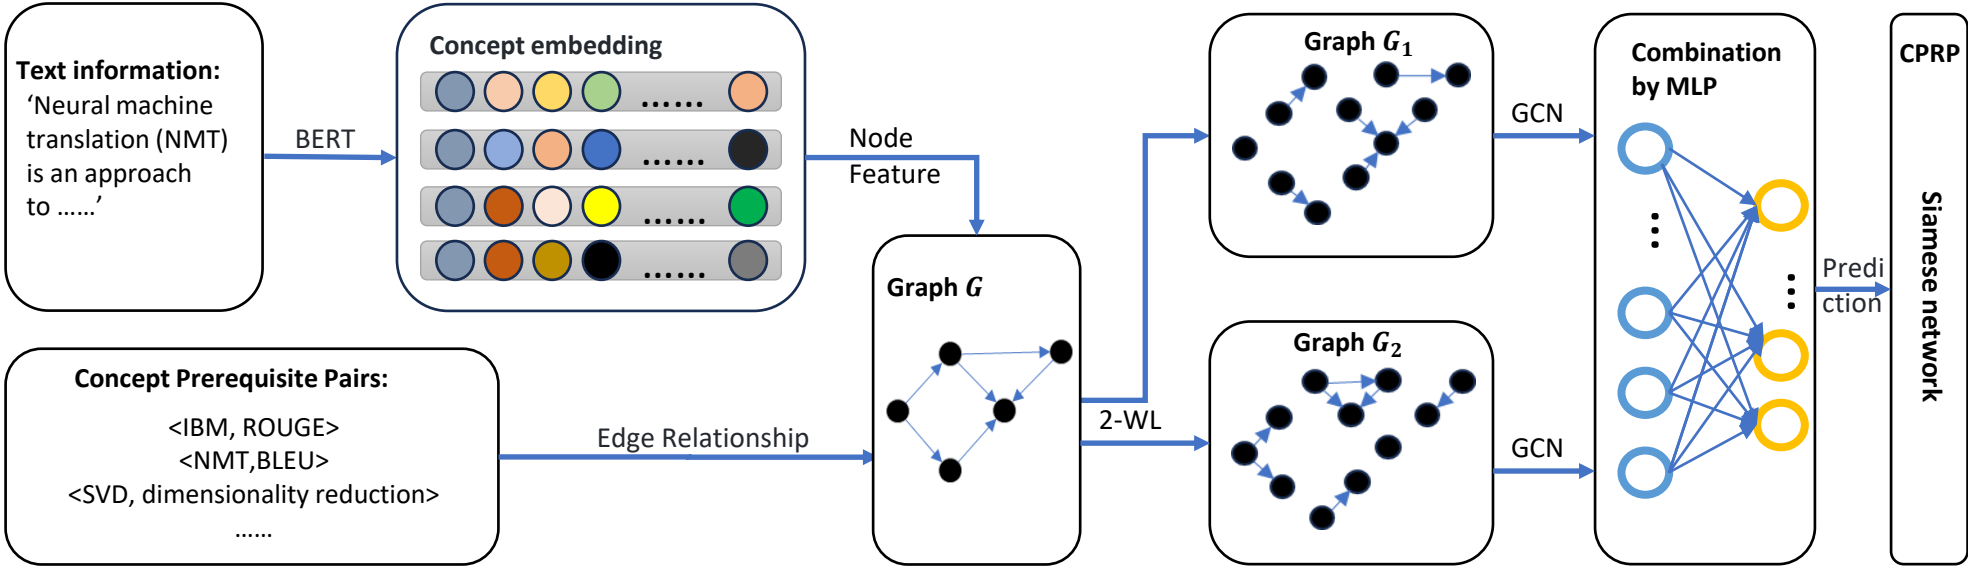 Text information:
‘Neural machine
translation (NMT)
is an approach
to ……’
BERT
Concept embedding
……
……
……
……
Node
Feature
Concept Prerequisite Pairs:
<IBM, ROUGE>
<NMT,BLEU>
<SVD, dimensionality reduction>
……
Edge Relationship
Graph G
2-WL
Graph G₁
Graph G₂
GCN
GCN
Combination
by MLP
...
...
Predi
ction
CPRP
Siamese network